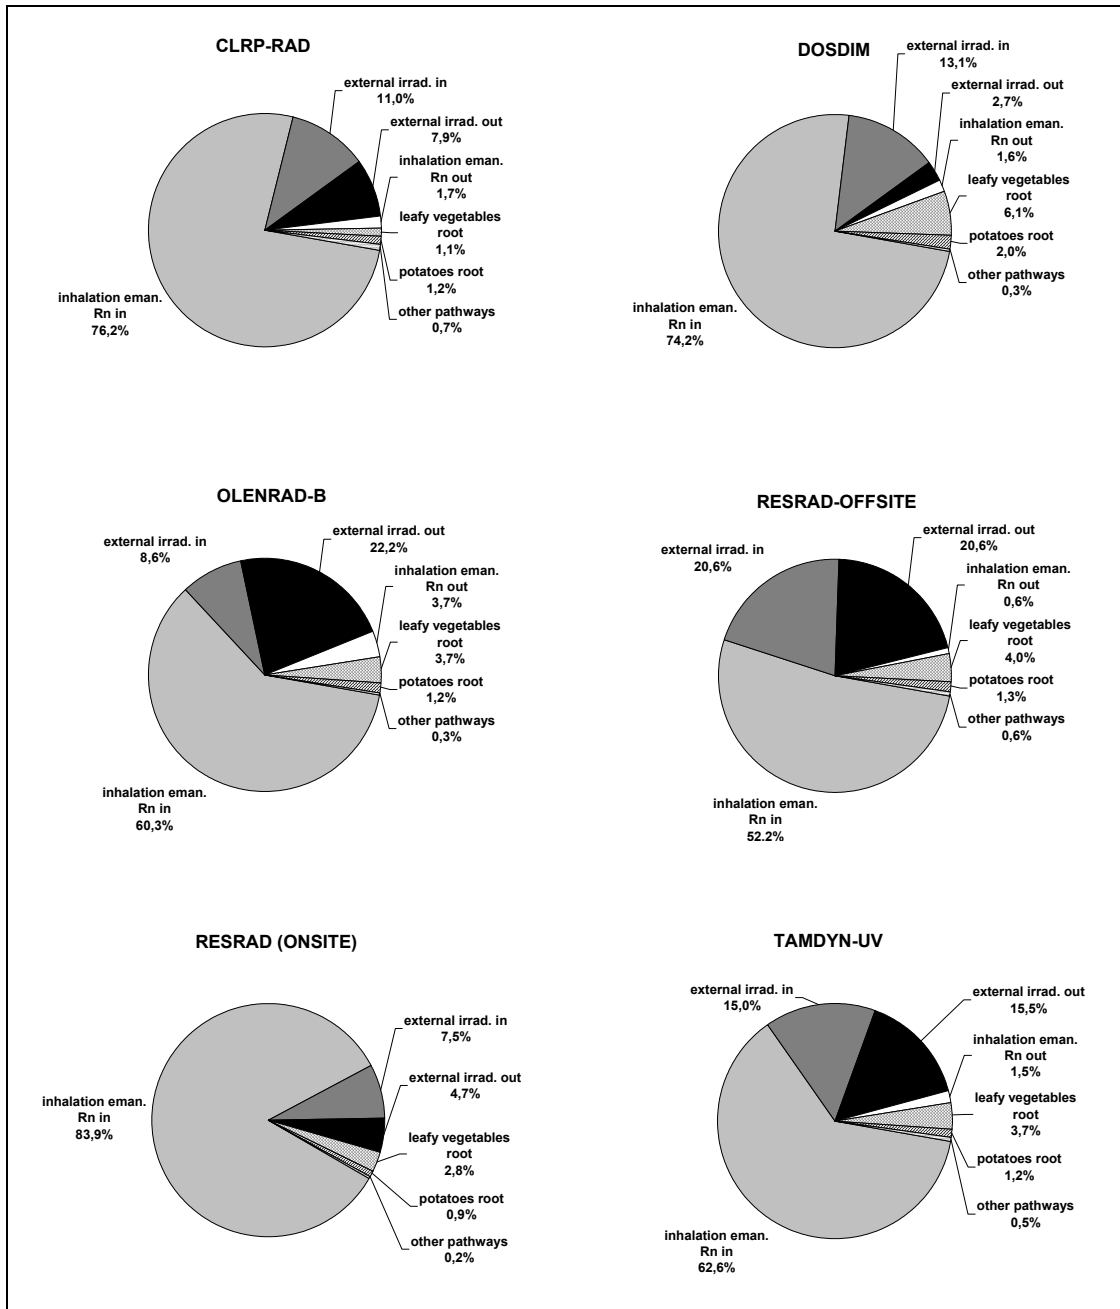 CLRP-RAD
external irrad. in
11,0%
external irrad. out
7,9%
inhalation eman.
Rn out
1,7%
leafy vegetables
root
1,1%
potatoes root
1,2%
other pathways
0,7%
inhalation eman.
Rn in
76,2%
DOSDIM
external irrad. in
13,1%
external irrad. out
2,7%
inhalation eman.
Rn out
1,6%
leafy vegetables
root
6,1%
potatoes root
2,0%
other pathways
0,3%
inhalation eman.
Rn in
74,2%
OLENRAD-B
external irrad. in
8,6%
external irrad. out
22,2%
inhalation eman.
Rn out
3,7%
leafy vegetables
root
3,7%
potatoes root
1,2%
other pathways
0,3%
inhalation eman.
Rn in
60,3%
RESRAD-OFFSITE
external irrad. in
20,6%
external irrad. out
20,6%
inhalation eman.
Rn out
0,6%
leafy vegetables
root
4,0%
potatoes root
1,3%
other pathways
0,6%
inhalation eman.
Rn in
52.2%
RESRAD (ONSITE)
external irrad. in
7,5%
external irrad. out
4,7%
leafy vegetables
root
2,8%
potatoes root
0,9%
other pathways
0,2%
inhalation eman.
Rn in
83,9%
TAMDYN-UV
external irrad. in
15,0%
external irrad. out
15,5%
inhalation eman.
Rn out
1,5%
leafy vegetables
root
3,7%
potatoes root
1,2%
other pathways
0,5%
inhalation eman.
Rn in
62,6%